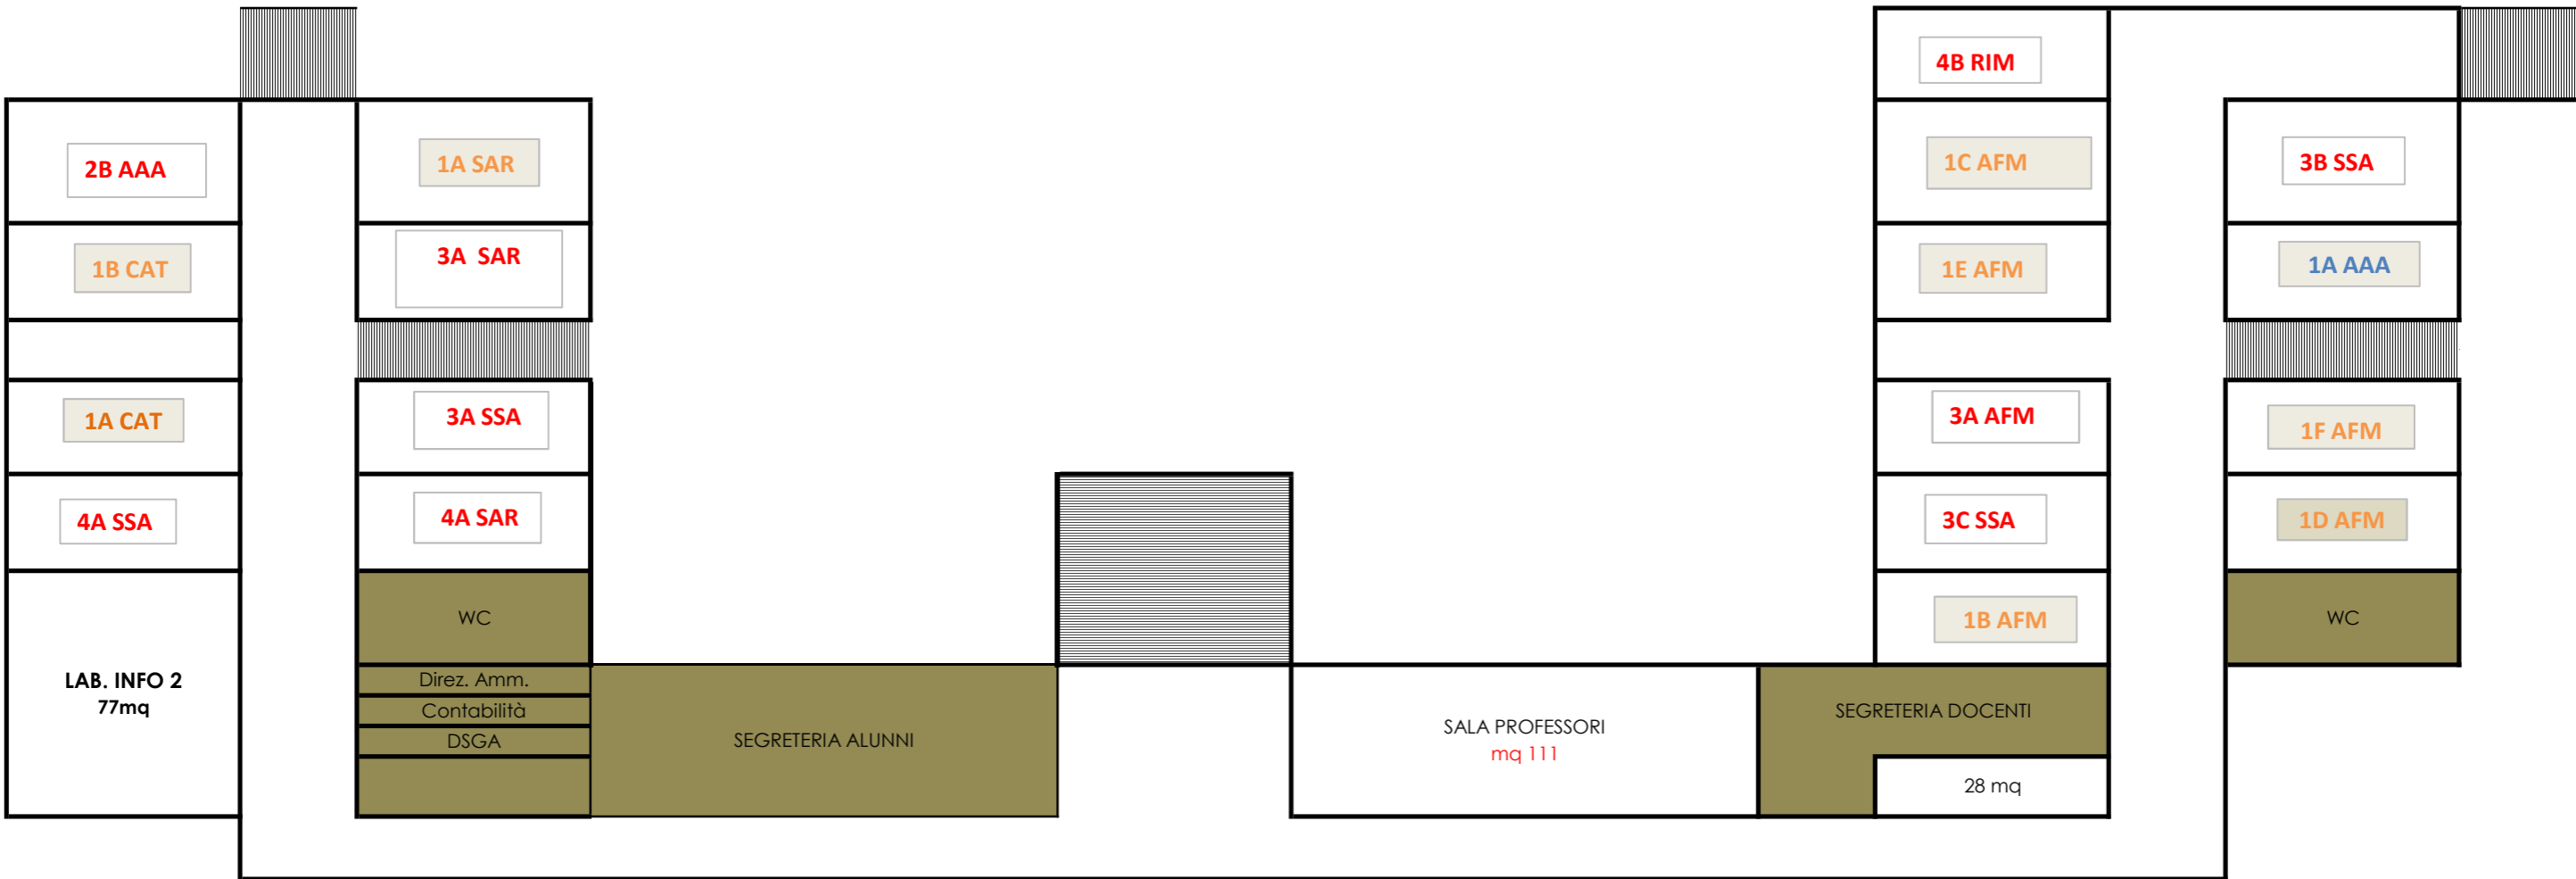 4B RIM
2B AAA
1A SAR
1C AFM
3B SSA
1B CAT
3A SAR
1E AFM
1A AAA
1A CAT
3A SSA
3A AFM
1F AFM
4A SSA
4A SAR
3C SSA
1D AFM
WC
1B AFM
WC
LAB. INFO 2
77mq
Direz. Amm.
Contabilità
DSGA
SEGRETERIA ALUNNI
SALA PROFESSORI
mq 111
SEGRETERIA DOCENTI
28 mq